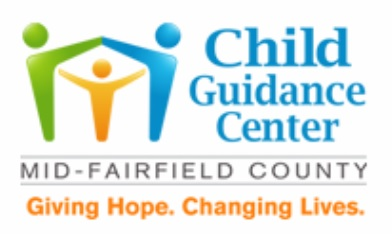 Child
Guidance
Center
MID-FAIRFIELD COUNTY
Giving Hope. Changing Lives.